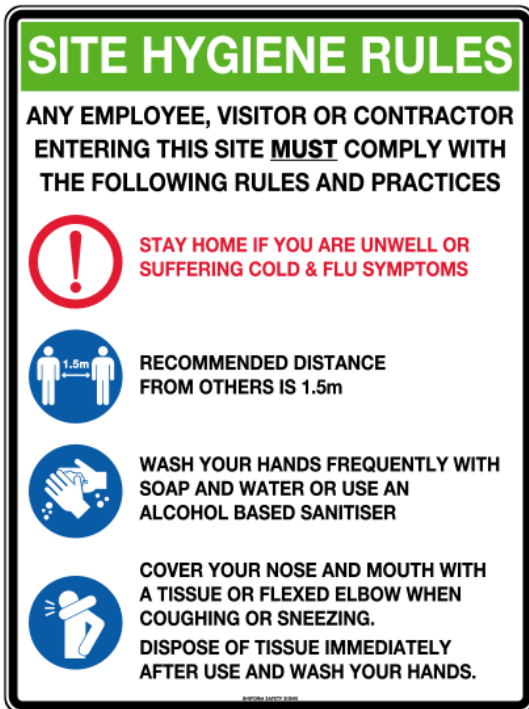 SITE HYGIENE RULES
ANY EMPLOYEE, VISITOR OR CONTRACTOR
ENTERING THIS SITE MUST COMPLY WITH
THE FOLLOWING RULES AND PRACTICES
STAY HOME IF YOU ARE UNWELL OR
SUFFERING COLD & FLU SYMPTOMS
1.5m
RECOMMENDED DISTANCE
FROM OTHERS IS 1.5m
WASH YOUR HANDS FREQUENTLY WITH
SOAP AND WATER OR USE AN
ALCOHOL BASED SANITISER
COVER YOUR NOSE AND MOUTH WITH
A TISSUE OR FLEXED ELBOW WHEN
COUGHING OR SNEEZING.
DISPOSE OF TISSUE IMMEDIATELY
AFTER USE AND WASH YOUR HANDS.
UNIFORM SAFETY SIGNS